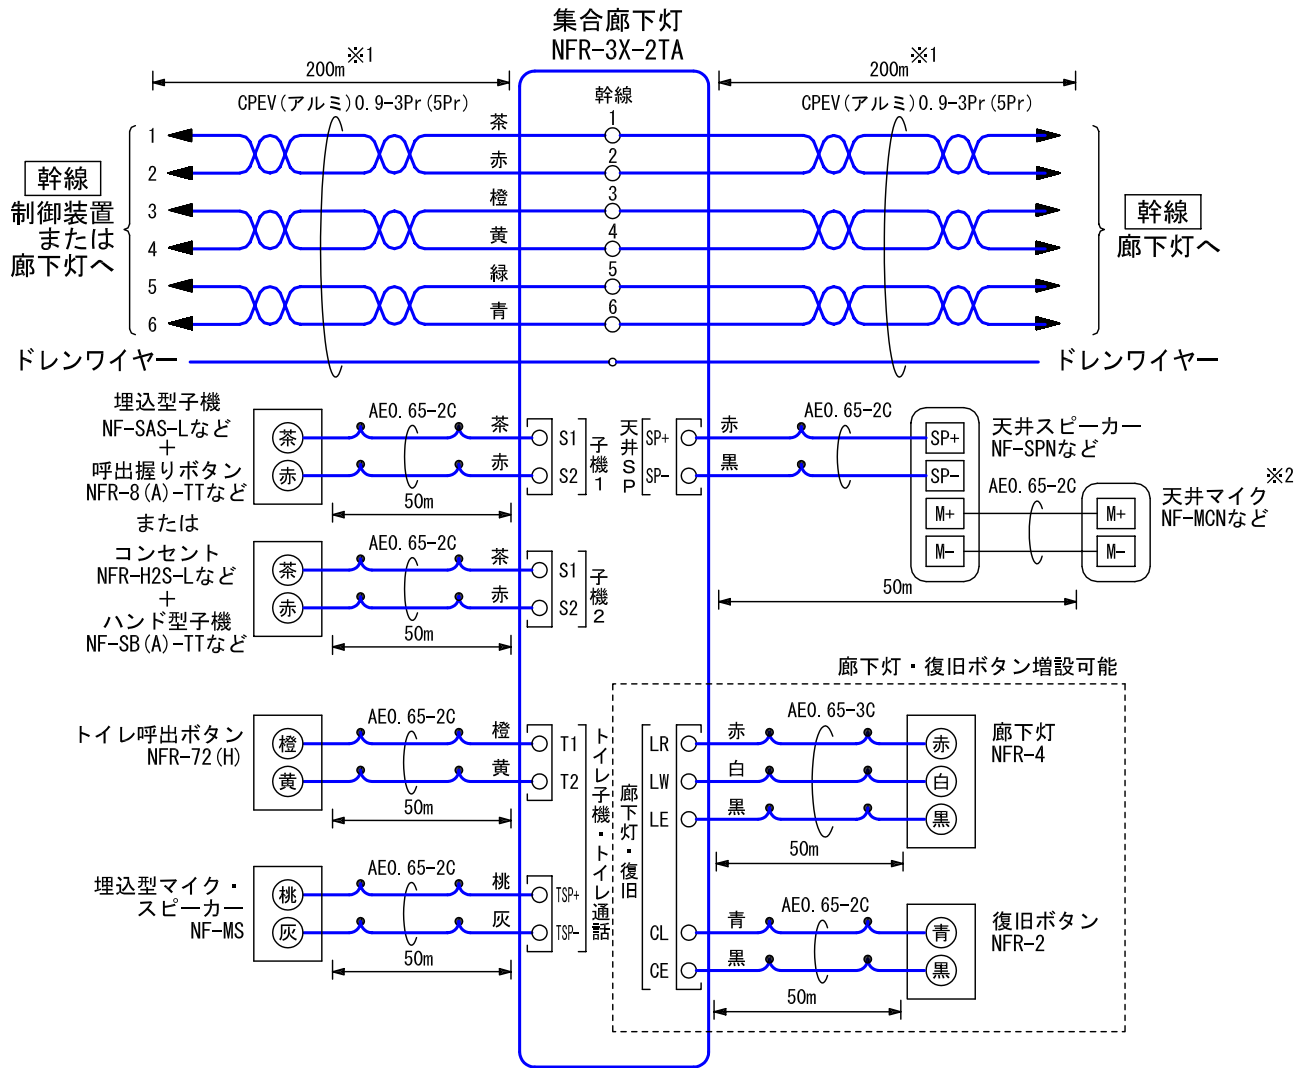 集合廊下灯
NFR-3X-2TA
200m※1
200m※1
CPEV(アルミ)0.9-3Pr(5Pr)
CPEV(アルミ)0.9-3Pr(5Pr)
幹線
1 茶 1
2 赤 2
3 橙 3
4 黄 4
5 緑 5
6 青 6
幹線
制御装置
または
廊下灯へ
幹線
廊下灯へ
ドレンワイヤー
ドレンワイヤー
埋込型子機
NF-SAS-Lなど
+
呼出握りボタン
NFR-8(A)-TTなど
または
コンセント
NFR-H2S-Lなど
+
ハンド型子機
NF-SB(A)-TTなど
AE0.65-2C
茶 茶 S1
赤 赤 S2
子機1
50m
AE0.65-2C
茶 茶 S1
赤 赤 S2
子機2
50m
天井SP
SP+ 赤 SP+
SP- 黒 SP-
AE0.65-2C
天井スピーカー
NF-SPNなど
M+ M+
M- M-
AE0.65-2C
天井マイク※2
NF-MCNなど
50m
トイレ呼出ボタン
NFR-72(H)
AE0.65-2C
橙 橙 T1
黄 黄 T2
50m
トイレ子機・トイレ通話
埋込型マイク・
スピーカー
NF-MS
AE0.65-2C
桃 桃 TSP+
灰 灰 TSP-
50m
廊下灯・復旧ボタン増設可能
廊下灯・復旧
AE0.65-3C
LR 赤 赤
LW 白 白
LE 黒 黒
50m
廊下灯
NFR-4
AE0.65-2C
CL 青 青
CE 黒 黒
50m
復旧ボタン
NFR-2